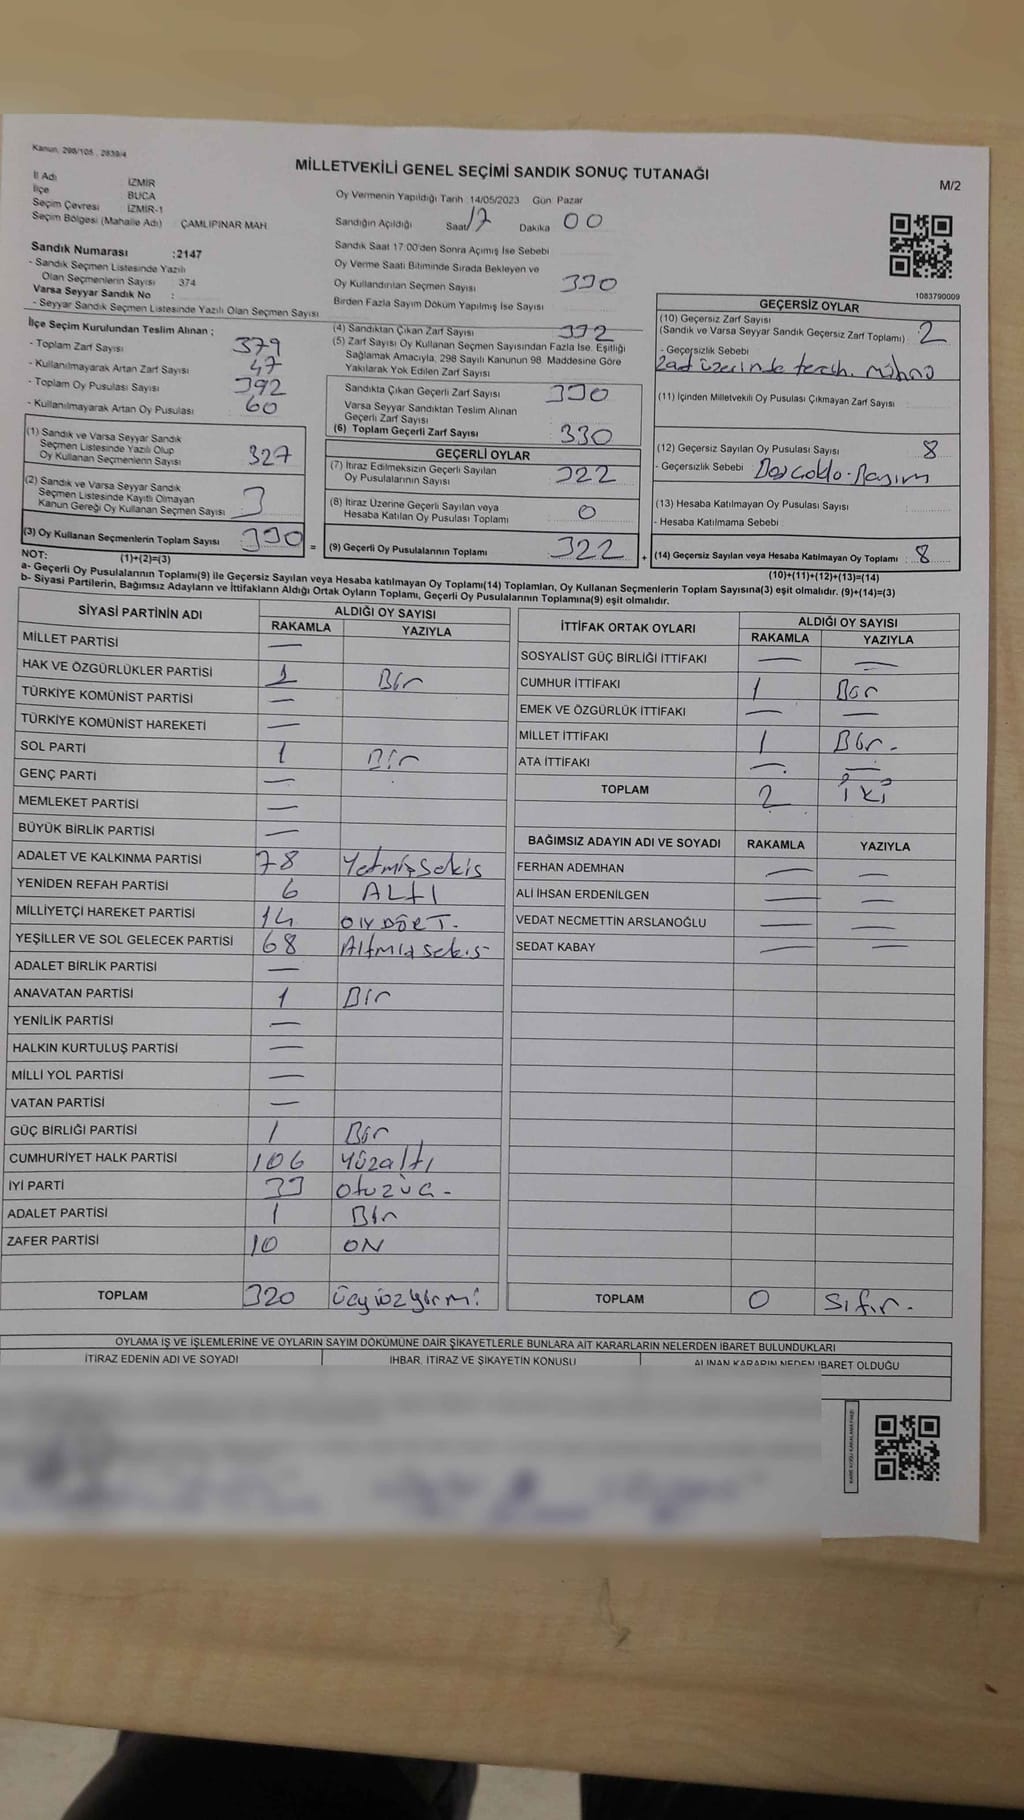 Kanun, 298/105 , 2839/4
MİLLETVEKİLİ GENEL SEÇİMİ SANDIK SONUÇ TUTANAĞI
M/2
İl Adı İZMİR
İlçe BUCA
Seçim Çevresi İZMİR-1
Seçim Bölgesi (Mahalle Adı) : ÇAMLIPINAR MAH
Oy Vermenin Yapıldığı Tarih :14/05/2023 Gün Pazar
Sandığın Açıldığı Saat 17 Dakika 00
Sandık Saat 17:00'den Sonra Açımış İse Sebebi
Oy Verme Saati Bitiminde Sırada Bekleyen ve
Oy Kullandırılan Seçmen Sayısı 330
Birden Fazla Sayım Döküm Yapılmış İse Sayısı
Sandık Numarası :2147
- Sandık Seçmen Listesinde Yazılı
Olan Seçmenlerin Sayısı 374
Varsa Seyyar Sandık No :
- Seyyar Sandık Seçmen Listesinde Yazılı Olan Seçmen Sayısı
1083790009
İlçe Seçim Kurulundan Teslim Alınan :
- Toplam Zarf Sayısı 379
- Kullanılmayarak Artan Zarf Sayısı 47
- Toplam Oy Pusulası Sayısı 392
- Kullanılmayarak Artan Oy Pusulası 60
(1) Sandık ve Varsa Seyyar Sandık
Seçmen Listesinde Yazılı Olup
Oy Kullanan Seçmenlerin Sayısı 327
(2) Sandık ve Varsa Seyyar Sandık
Seçmen Listesinde Kayıtlı Olmayan
Kanun Gereği Oy Kullanan Seçmen Sayısı 3
(3) Oy Kullanan Seçmenlerin Toplam Sayısı 330 =
(1)+(2)=(3)
(4) Sandıktan Çıkan Zarf Sayısı 332
(5) Zarf Sayısı Oy Kullanan Seçmen Sayısından Fazla İse, Eşitliği
Sağlamak Amacıyla, 298 Sayılı Kanunun 98. Maddesine Göre
Yakılarak Yok Edilen Zarf Sayısı
Sandıkta Çıkan Geçerli Zarf Sayısı 330
Varsa Seyyar Sandıktan Teslim Alınan
Geçerli Zarf Sayısı
(6) Toplam Geçerli Zarf Sayısı 330
GEÇERLİ OYLAR
(7) İtiraz Edilmeksizin Geçerli Sayılan
Oy Pusulalarının Sayısı 322
(8) İtiraz Üzerine Geçerli Sayılan veya
Hesaba Katılan Oy Pusulası Toplamı 0
(9) Geçerli Oy Pusulalarının Toplamı 322 +
GEÇERSİZ OYLAR
(10) Geçersiz Zarf Sayısı
(Sandık ve Varsa Seyyar Sandık Geçersiz Zarf Toplamı) : 2
- Geçersizlik Sebebi
zarf üzerinde tercih mührü
(11) İçinden Milletvekili Oy Pusulası Çıkmayan Zarf Sayısı
(12) Geçersiz Sayılan Oy Pusulası Sayısı 8
- Geçersizlik Sebebi :
(13) Hesaba Katılmayan Oy Pusulası Sayısı
- Hesaba Katılmama Sebebi
(14) Geçersiz Sayılan veya Hesaba Katılmayan Oy Toplamı : 8
(10)+(11)+(12)+(13)=(14)
NOT:
a- Geçerli Oy Pusulalarının Toplamı(9) ile Geçersiz Sayılan veya Hesaba katılmayan Oy Toplamı(14) Toplamları, Oy Kullanan Seçmenlerin Toplam Sayısına(3) eşit olmalıdır. (9)+(14)=(3)
b- Siyasi Partilerin, Bağımsız Adayların ve İttifakların Aldığı Ortak Oyların Toplamı, Geçerli Oy Pusulalarının Toplamına(9) eşit olmalıdır.
SİYASİ PARTİNİN ADI ALDIĞI OY SAYISI
RAKAMLA YAZIYLA
MİLLET PARTİSİ —
HAK VE ÖZGÜRLÜKLER PARTİSİ 1 Bir
TÜRKİYE KOMÜNİST PARTİSİ —
TÜRKİYE KOMÜNİST HAREKETİ —
SOL PARTİ 1 Bir
GENÇ PARTİ —
MEMLEKET PARTİSİ —
BÜYÜK BİRLİK PARTİSİ —
ADALET VE KALKINMA PARTİSİ 78 Yetmişsekis
YENİDEN REFAH PARTİSİ 6 ALTI
MİLLİYETÇİ HAREKET PARTİSİ 14 ON DÖRT.
YEŞİLLER VE SOL GELECEK PARTİSİ 68 Altmışsekis
ADALET BİRLİK PARTİSİ —
ANAVATAN PARTİSİ 1 Bir
YENİLİK PARTİSİ —
HALKIN KURTULUŞ PARTİSİ —
MİLLİ YOL PARTİSİ —
VATAN PARTİSİ —
GÜÇ BİRLİĞİ PARTİSİ 1 Bir
CUMHURİYET HALK PARTİSİ 106 Yüzaltı
İYİ PARTİ 33 Otuzüç -
ADALET PARTİSİ 1 Bir
ZAFER PARTİSİ 10 ON
TOPLAM 320 üçyüzyirmi
İTTİFAK ORTAK OYLARI ALDIĞI OY SAYISI
RAKAMLA YAZIYLA
SOSYALİST GÜÇ BİRLİĞİ İTTİFAKI — —
CUMHUR İTTİFAKI 1 Bir
EMEK VE ÖZGÜRLÜK İTTİFAKI — —
MİLLET İTTİFAKI 1 Bir -
ATA İTTİFAKI — —
TOPLAM 2 İki
BAĞIMSIZ ADAYIN ADI VE SOYADI RAKAMLA YAZIYLA
FERHAN ADEMHAN — —
ALİ İHSAN ERDENİLGEN — —
VEDAT NECMETTİN ARSLANOĞLU — —
SEDAT KABAY — —
TOPLAM 0 Sıfır -
OYLAMA İŞ VE İŞLEMLERİNE VE OYLARIN SAYIM DÖKÜMÜNE DAİR ŞİKAYETLERLE BUNLARA AİT KARARLARIN NELERDEN İBARET BULUNDUKLARI
İTİRAZ EDENİN ADI VE SOYADI İHBAR, İTİRAZ VE ŞİKAYETİN KONUSU ALINAN KARARIN NEDEN İBARET OLDUĞU